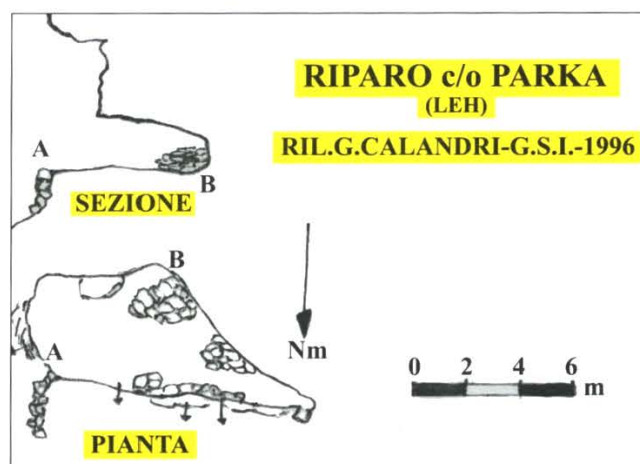 RIPARO c/o PARKA
(LEH)
RIL.G.CALANDRI-G.S.I.-1996
A
B
SEZIONE
B
A
Nm
PIANTA
0 2 4 6
m